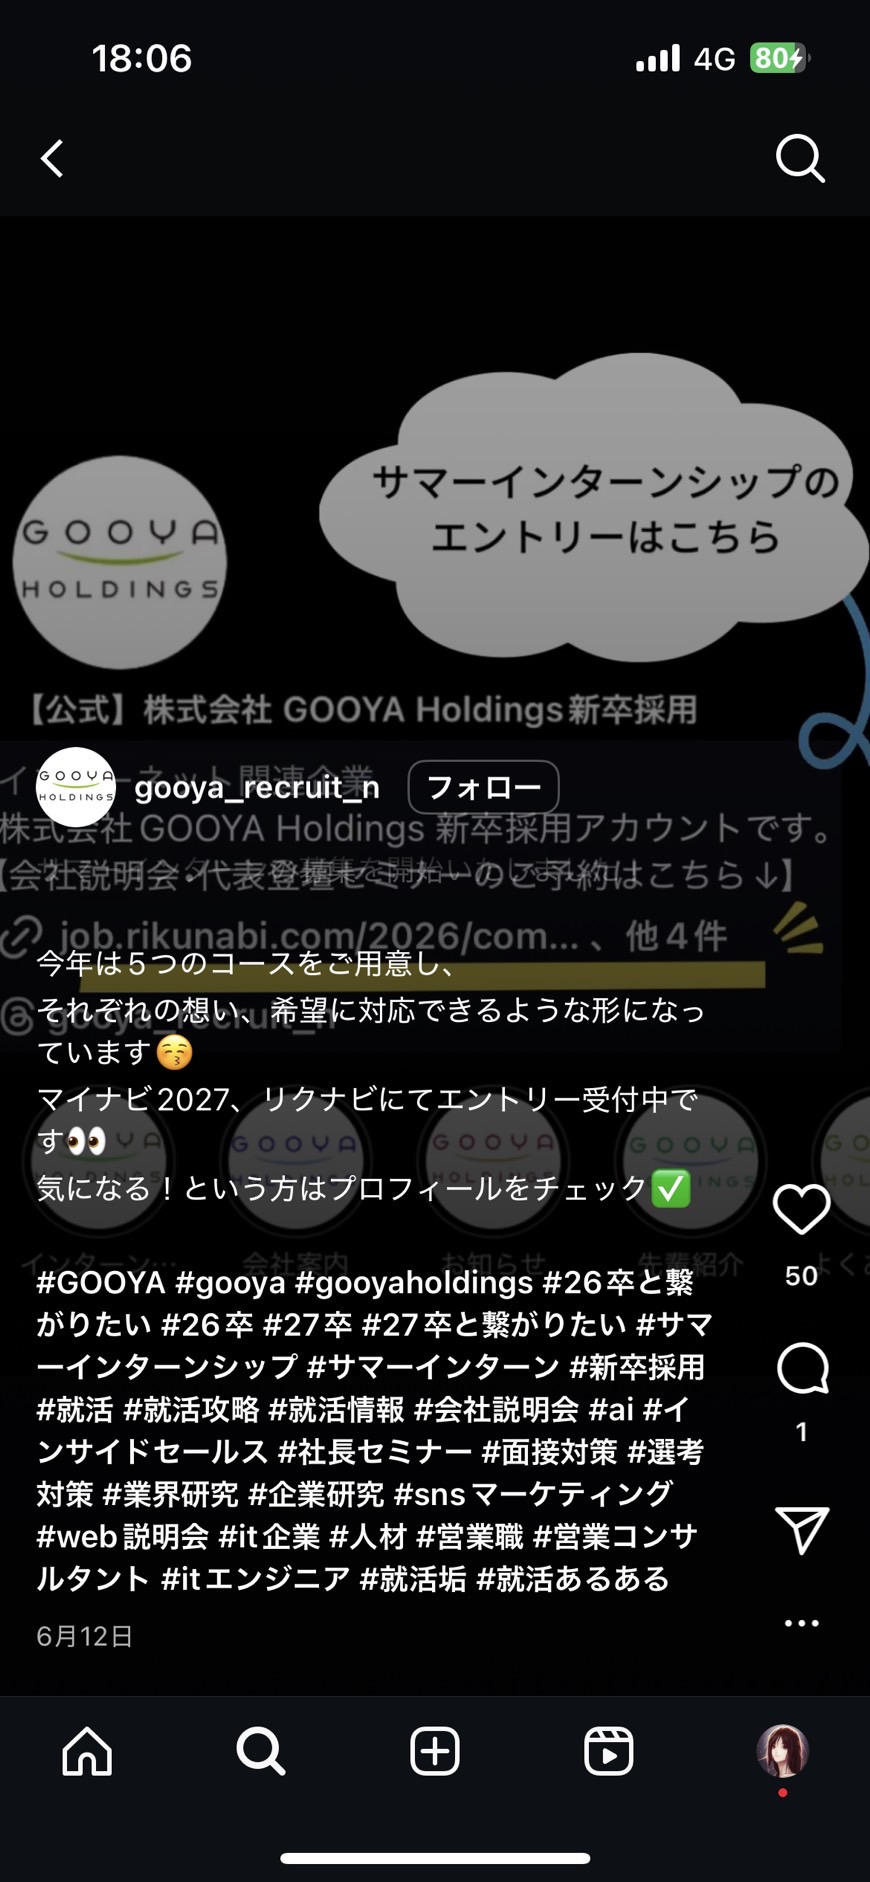 18:06
4G 80
サマーインターンシップの
エントリーはこちら
GOOYA
HOLDINGS
【公式】株式会社 GOOYA Holdings新卒採用
インターネット関連企業
GOOYA
HOLDINGS
gooya_recruit_n フォロー
株式会社GOOYA Holdings 新卒採用アカウントです。
【会社説明会・代表登壇セミナーのご予約はこちら↓】
job.rikunabi.com/2026/com... 、他4件
今年は5つのコースをご用意し、
gooya_recruit_n
それぞれの想い、希望に対応できるような形になっ
ています😚
マイナビ2027、リクナビにてエントリー受付中で
す👀
GOOYA
GOOYA
GOOYA
気になる！という方はプロフィールをチェック✅
インターン… 会社案内 お知らせ 先輩紹介 よくあ
50
#GOOYA #gooya #gooyaholdings #26卒と繋
がりたい #26卒 #27卒 #27卒と繋がりたい #サマ
ーインターンシップ #サマーインターン #新卒採用
#就活 #就活攻略 #就活情報 #会社説明会 #ai #イ
ンサイドセールス #社長セミナー #面接対策 #選考
1
対策 #業界研究 #企業研究 #snsマーケティング
#web説明会 #it企業 #人材 #営業職 #営業コンサ
ルタント #itエンジニア #就活垢 #就活あるある
6月12日